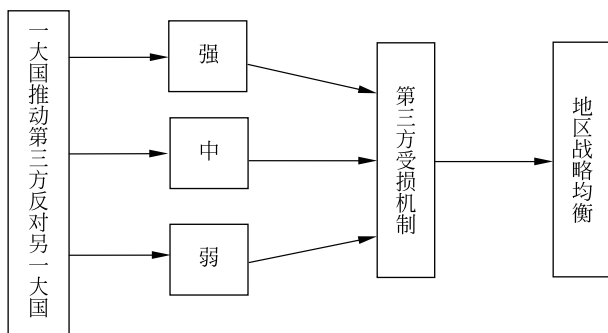 一大国推动第三方反对另一大国
强
中
弱
第三方受损机制
地区战略均衡